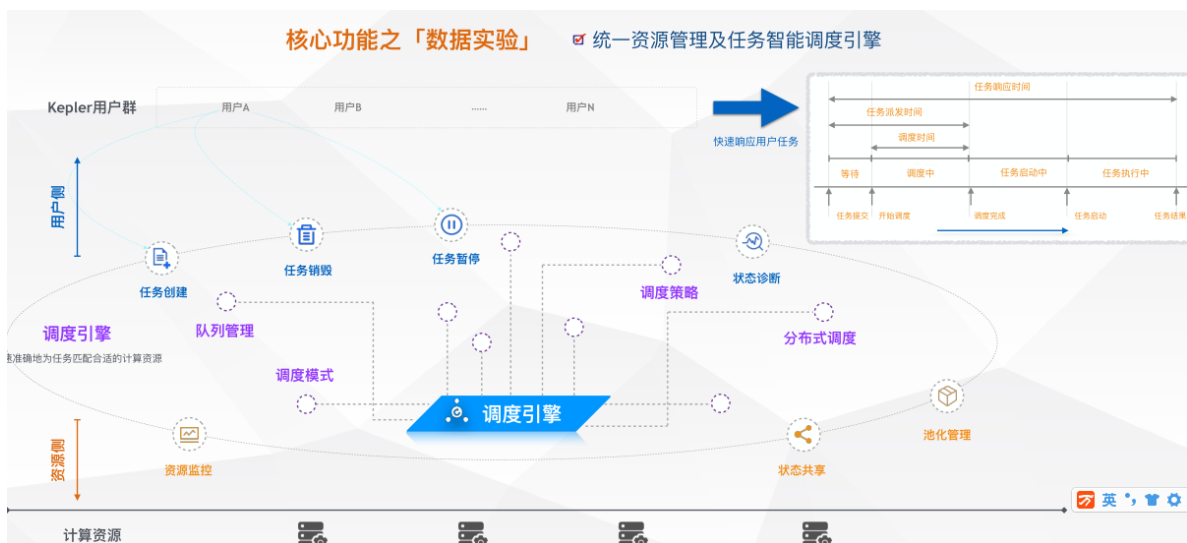 核心功能之「数据实验」
统一资源管理及任务智能调度引擎
Kepler用户群
用户A
用户B
......
用户N
快速响应用户任务
任务响应时间
任务派发时间
调度时间
等待
调度中
任务启动中
任务执行中
任务提交
开始调度
调度完成
任务启动
任务结果
用户侧
任务创建
任务销毁
任务暂停
状态诊断
调度引擎
速准确地为任务匹配合适的计算资源
队列管理
调度模式
调度策略
分布式调度
调度引擎
资源侧
资源监控
状态共享
池化管理
计算资源
万 英